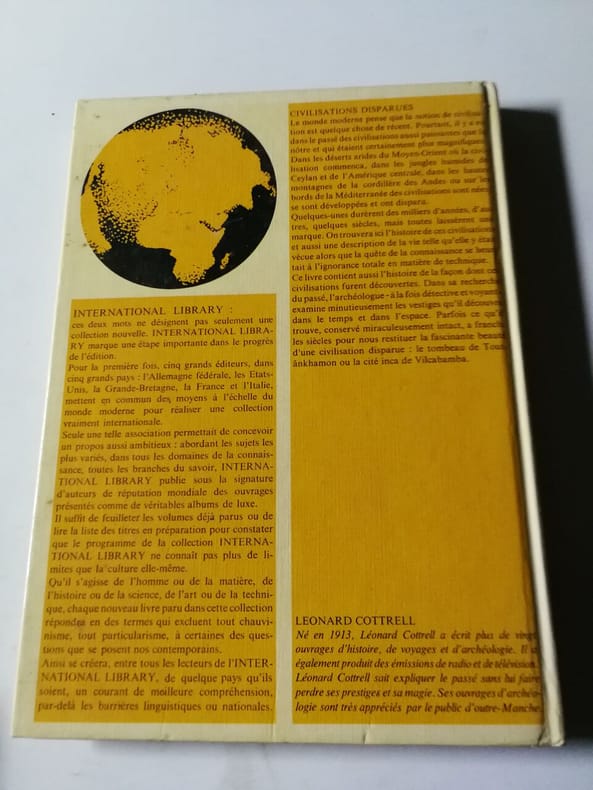 INTERNATIONAL LIBRARY :
ces deux mots ne désignent pas seulement une
collection nouvelle. INTERNATIONAL LIBRA-
RY marque une étape importante dans le progrès
de l'édition.
Pour la première fois, cinq grands éditeurs, dans
cinq grands pays : l'Allemagne fédérale, les Etats-
Unis, la Grande-Bretagne, la France et l'Italie,
mettent en commun des moyens à l'échelle du
monde moderne pour réaliser une collection
vraiment internationale.
Seule une telle association permettait de concevoir
un propos aussi ambitieux : abordant les sujets les
plus variés, dans tous les domaines de la connais-
sance, toutes les branches du savoir, INTERNA-
TIONAL LIBRARY publie sous la signature
d'auteurs de réputation mondiale des ouvrages
présentés comme de véritables albums de luxe.
Il suffit de feuilleter les volumes déjà parus ou de
lire la liste des titres en préparation pour constater
que le programme de la collection INTERNA-
TIONAL LIBRARY ne connaît pas plus de li-
mites que la culture elle-même.
Qu'il s'agisse de l'homme ou de la matière, de
l'histoire ou de la science, de l'art ou de la techni-
que, chaque nouvel livre paru dans cette collection
répondra en des termes qui excluent tout chauvi-
nisme, tout particularisme, à certaines des ques-
tions que se posent nos contemporains.
Ainsi se créera, entre tous les lecteurs de l'INTER-
NATIONAL LIBRARY, de quelque pays qu'ils
soient, un courant de meilleure compréhension,
par-delà les barrières linguistiques ou nationales.
CIVILISATIONS DISPARUES
Le monde moderne pense que la notion de civilisa-
tion est quelque chose de récent. Pourtant, il y a eu
dans le passé des civilisations aussi puissantes que la
nôtre et qui étaient certainement plus magnifiques.
Dans les déserts arides du Moyen-Orient où la civi-
lisation commença, dans les jungles humides de
Ceylan et de l'Amérique centrale, dans les hautes
montagnes de la cordillère des Andes ou sur les
bords de la Méditerranée des civilisations sont nées,
se sont développées et ont disparu.
Quelques-unes durèrent des milliers d'années, d'au-
tres, quelques siècles, mais toutes laissèrent une
marque. On trouvera ici l'histoire de ces civilisations
et aussi une description de la vie telle qu'elle y était
vécue alors que la quête de la connaissance se heur-
tait à l'ignorance totale en matière de technique.
Ce livre contient aussi l'histoire de la façon dont ces
civilisations furent découvertes. Dans sa recherche
du passé, l'archéologue - à la fois détective et voyant
examine minutieusement les vestiges qu'il découvre
dans le temps et dans l'espace. Parfois ce qu'il
trouve, conservé miraculeusement intact, a franchi
les siècles pour nous restituer la fascinante beauté
d'une civilisation disparue : le tombeau de Tout-
ânkhamon ou la cité inca de Vilcabamba.
LEONARD COTTRELL
Né en 1913, Léonard Cottrell a écrit plus de vingt
ouvrages d'histoire, de voyages et d'archéologie. Il a
également produit des émissions de radio et de télévision.
Léonard Cottrell sait expliquer le passé sans lui faire
perdre ses prestiges et sa magie. Ses ouvrages d'archéo-
logie sont très appréciés par le public d'outre-Manche.